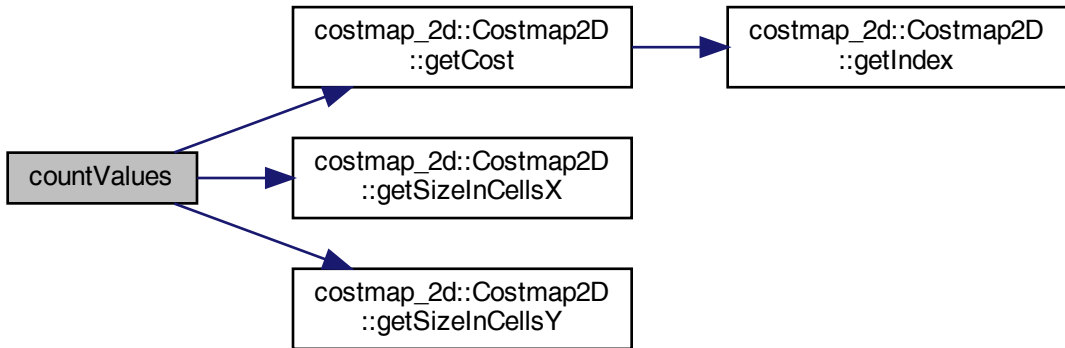 costmap_2d::Costmap2D
::getCost
costmap_2d::Costmap2D
::getIndex
countValues
costmap_2d::Costmap2D
::getSizeInCellsX
costmap_2d::Costmap2D
::getSizeInCellsY